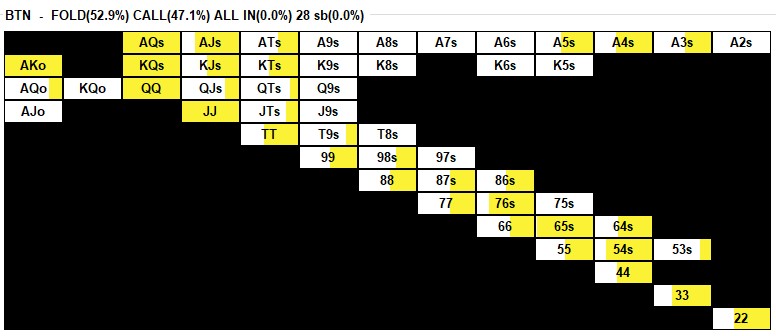 BTN - FOLD(52.9%) CALL(47.1%) ALL IN(0.0%) 28 sb(0.0%)
AQs AJs ATs A9s A8s A7s A6s A5s A4s A3s A2s
AKo KQs KJs KTs K9s K8s K6s K5s
AQo KQo QQ QJs QTs Q9s
AJo JJ JTs J9s
TT T9s T8s
99 98s 97s
88 87s 86s
77 76s 75s
66 65s 64s
55 54s 53s
44
33
22